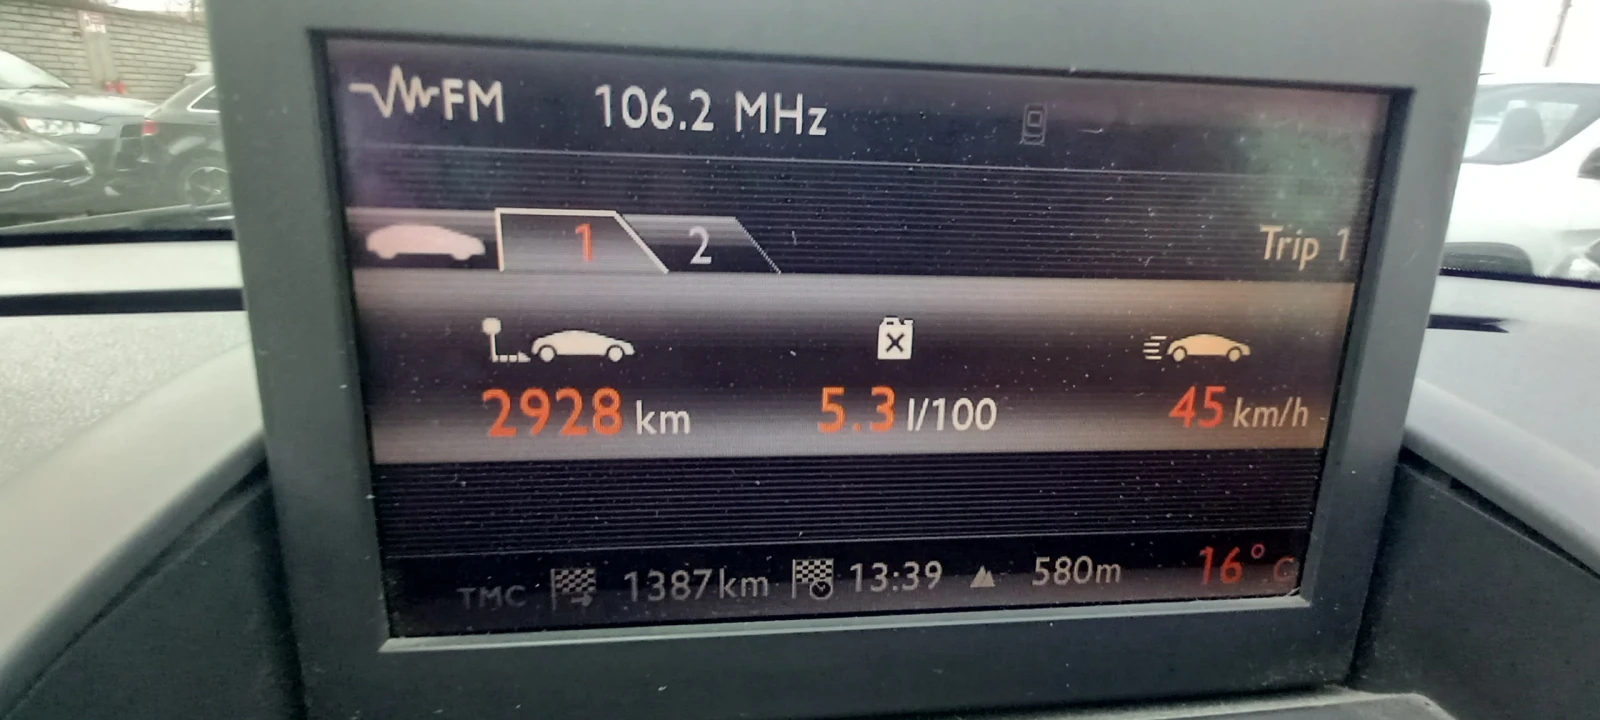 FM 106.2 MHz
1 2 Trip 1
2928 km 5.3 l/100 45 km/h
TMC 1387km 13:39 580m 16°C